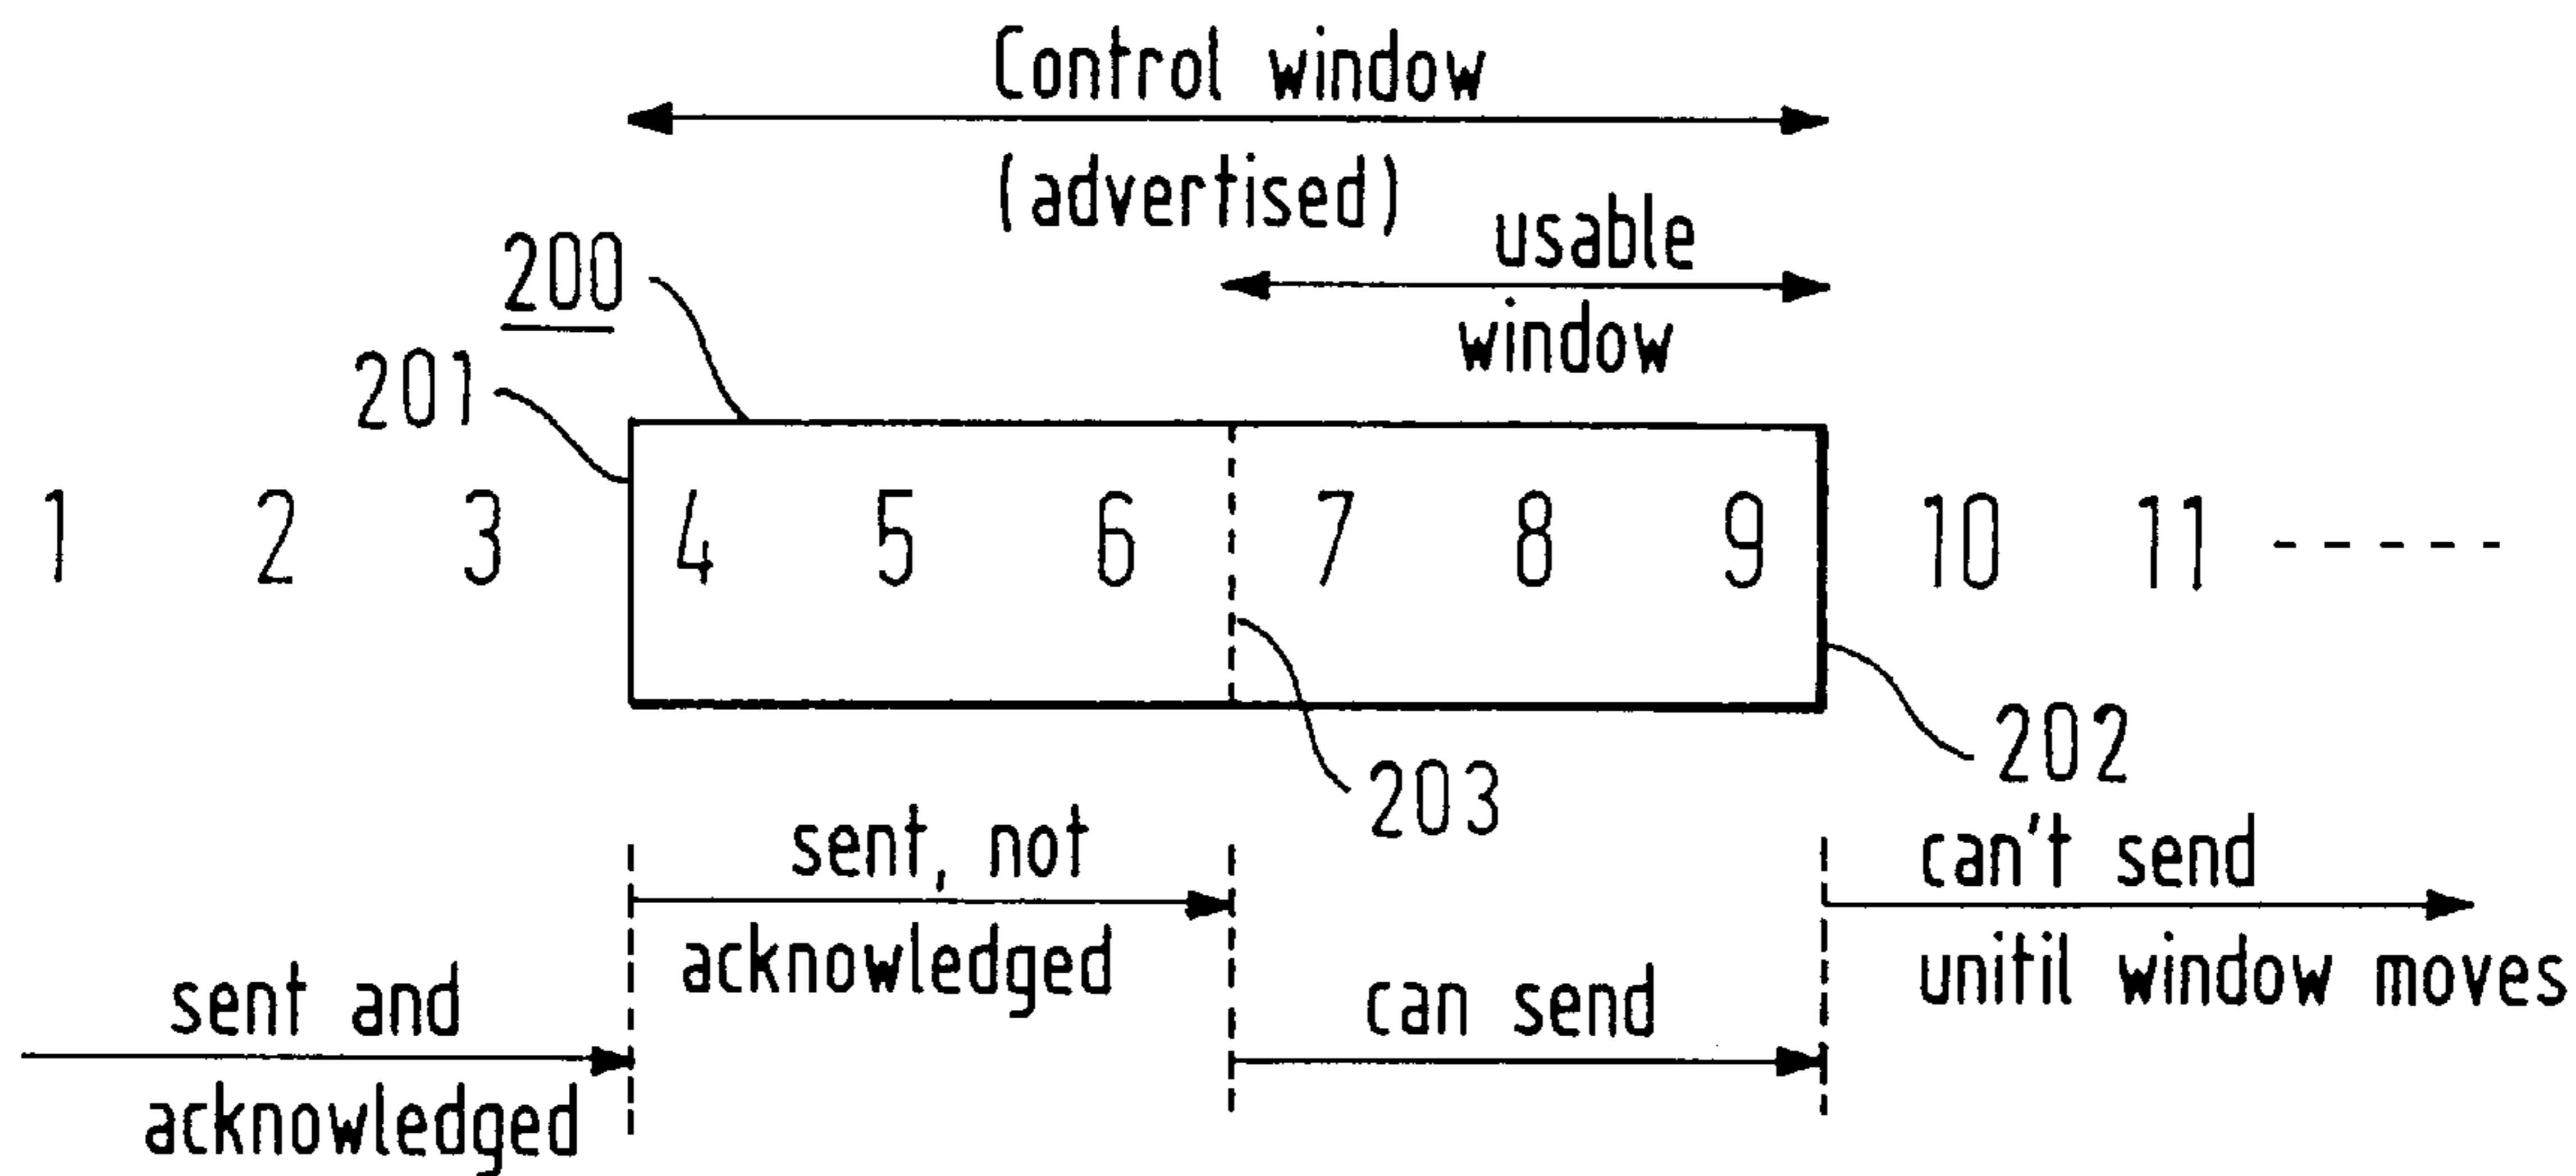 Control window
(advertised)
usable
window
200
201
1 2 3 4 5 6 7 8 9 10 11 -----
203
202
sent, not
acknowledged
can't send
unitil window moves
sent and
acknowledged
can send